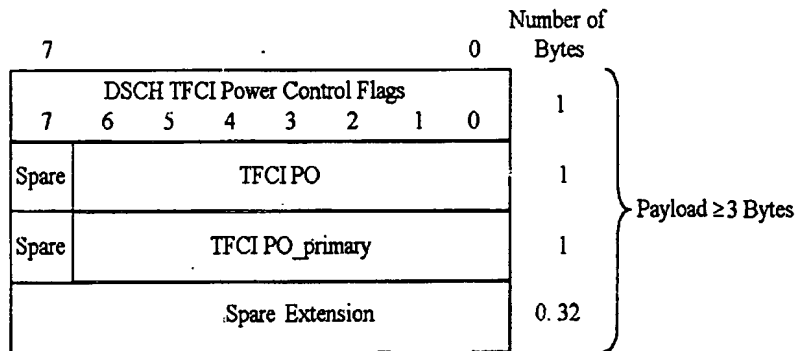 Number of
7 0 Bytes
DSCH TFCI Power Control Flags
7 6 5 4 3 2 1 0 1
Spare TFCI PO 1
Payload ≥3 Bytes
Spare TFCI PO_primary 1
Spare Extension 0. 32